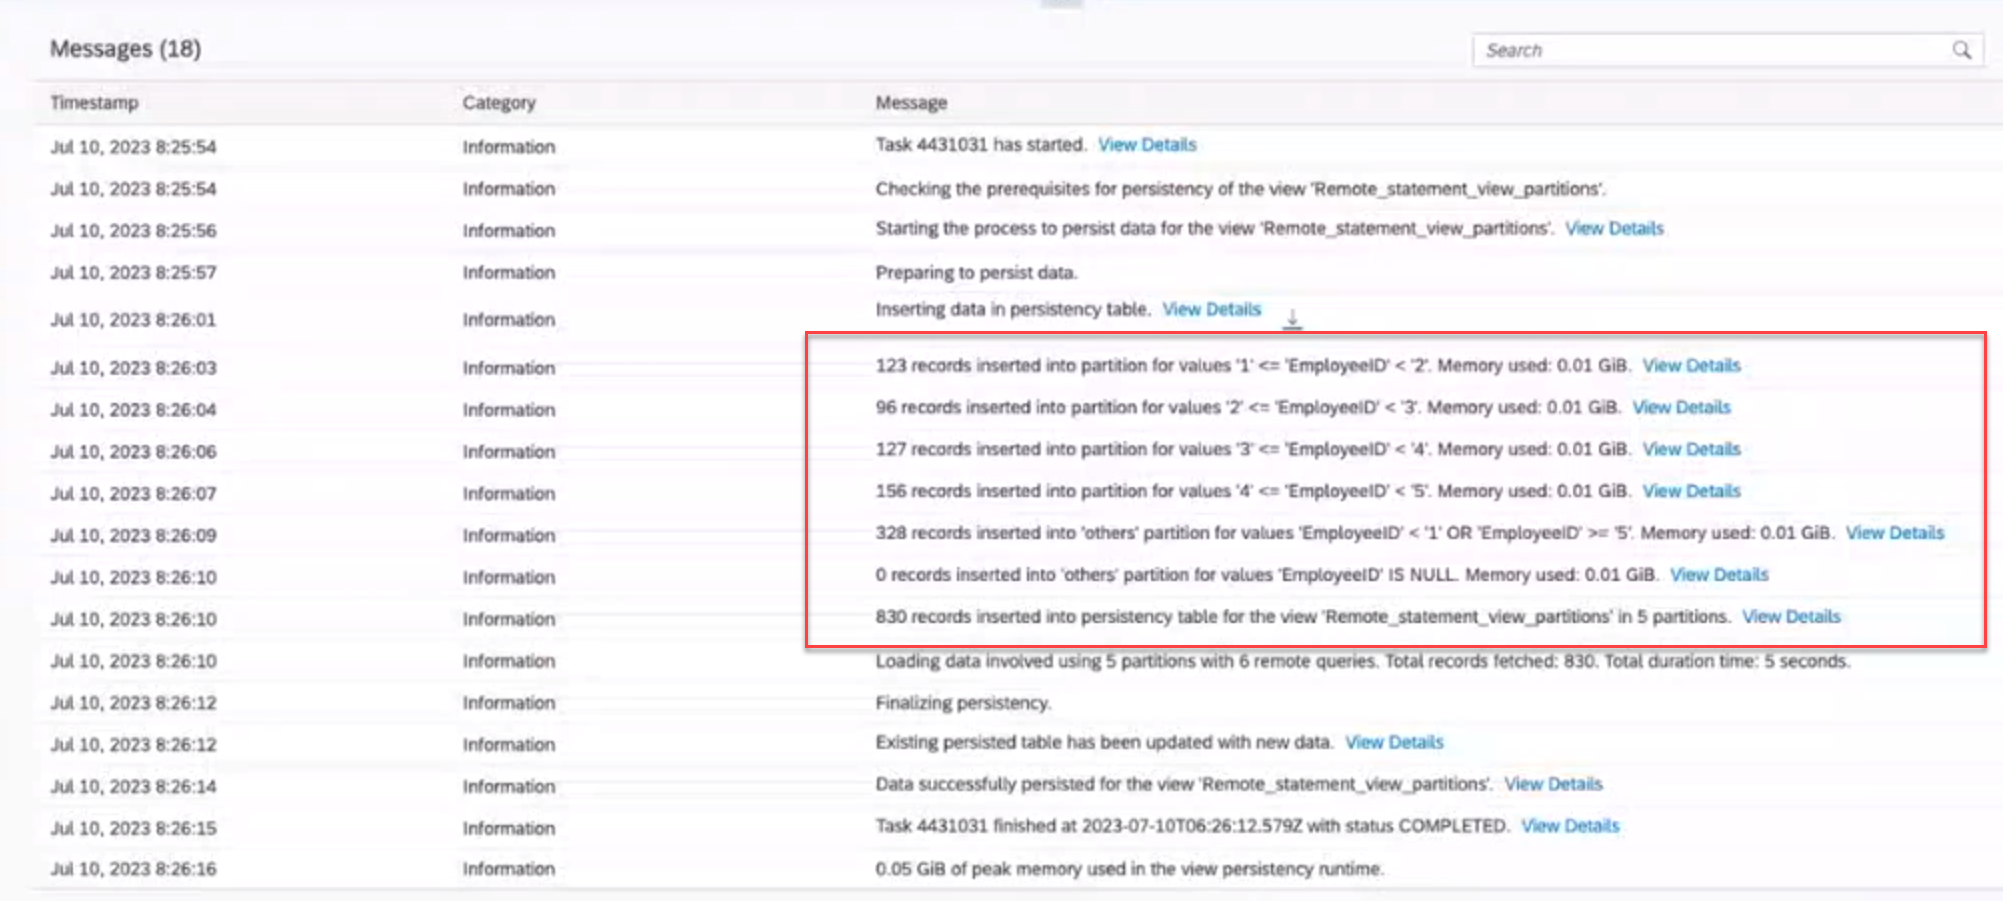 Messages (18)
Search
Timestamp Category Message
Jul 10, 2023 8:25:54 Information Task 4431031 has started. View Details
Jul 10, 2023 8:25:54 Information Checking the prerequisites for persistency of the view 'Remote_statement_view_partitions'.
Jul 10, 2023 8:25:56 Information Starting the process to persist data for the view 'Remote_statement_view_partitions'. View Details
Jul 10, 2023 8:25:57 Information Preparing to persist data.
Jul 10, 2023 8:26:01 Information Inserting data in persistency table. View Details
Jul 10, 2023 8:26:03 Information 123 records inserted into partition for values '1' <= 'EmployeeID' < '2'. Memory used: 0.01 GiB. View Details
Jul 10, 2023 8:26:04 Information 96 records inserted into partition for values '2' <= 'EmployeeID' < '3'. Memory used: 0.01 GiB. View Details
Jul 10, 2023 8:26:06 Information 127 records inserted into partition for values '3' <= 'EmployeeID' < '4'. Memory used: 0.01 GiB. View Details
Jul 10, 2023 8:26:07 Information 156 records inserted into partition for values '4' <= 'EmployeeID' < '5'. Memory used: 0.01 GiB. View Details
Jul 10, 2023 8:26:09 Information 328 records inserted into 'others' partition for values 'EmployeeID' < '1' OR 'EmployeeID' >= '5'. Memory used: 0.01 GiB. View Details
Jul 10, 2023 8:26:10 Information 0 records inserted into 'others' partition for values 'EmployeeID' IS NULL. Memory used: 0.01 GiB. View Details
Jul 10, 2023 8:26:10 Information 830 records inserted into persistency table for the view 'Remote_statement_view_partitions' in 5 partitions. View Details
Jul 10, 2023 8:26:10 Information Loading data involved using 5 partitions with 6 remote queries. Total records fetched: 830. Total duration time: 5 seconds.
Jul 10, 2023 8:26:12 Information Finalizing persistency.
Jul 10, 2023 8:26:12 Information Existing persisted table has been updated with new data. View Details
Jul 10, 2023 8:26:14 Information Data successfully persisted for the view 'Remote_statement_view_partitions'. View Details
Jul 10, 2023 8:26:15 Information Task 4431031 finished at 2023-07-10T06:26:12.579Z with status COMPLETED. View Details
Jul 10, 2023 8:26:16 Information 0.05 GiB of peak memory used in the view persistency runtime.